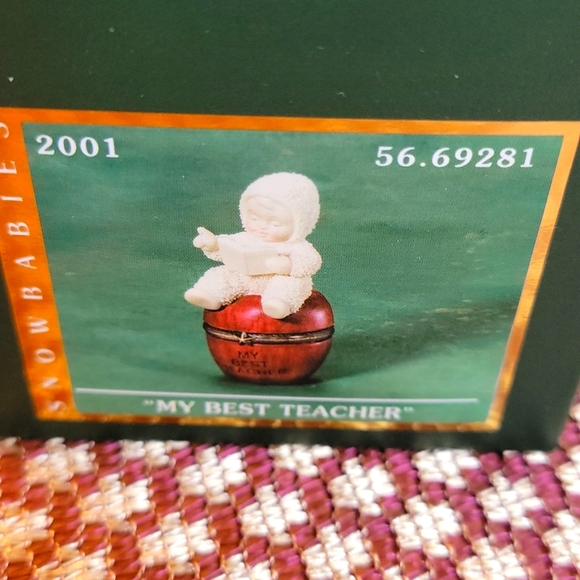 2001
56.69281
SNOWBABIES
MY
BEST
"MY BEST TEACHER"